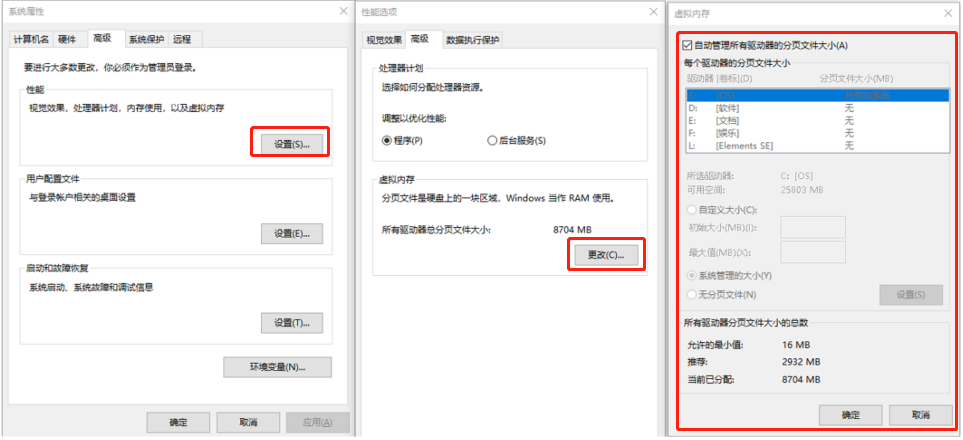 系统属性
计算机名 硬件 高级 系统保护 远程
要进行大多数更改，你必须作为管理员登录。
性能
视觉效果，处理器计划，内存使用，以及虚拟内存
设置(S)...
用户配置文件
与登录帐户相关的桌面设置
设置(E)...
启动和故障恢复
系统启动、系统故障和调试信息
设置(T)...
环境变量(N)...
确定 取消 应用(A)
性能选项
视觉效果 高级 数据执行保护
处理器计划
选择如何分配处理器资源。
调整以优化性能:
程序(P) 后台服务(S)
虚拟内存
分页文件是硬盘上的一块区域，Windows 当作 RAM 使用。
所有驱动器总分页文件大小: 8704 MB
更改(C)...
虚拟内存
自动管理所有驱动器的分页文件大小(A)
每个驱动器的分页文件大小
驱动器 [卷标](D) 分页文件大小(MB)
[OS]
D: [软件] 无
E: [文档] 无
F: [娱乐] 无
L: [Elements SE] 无
所选驱动器: C: [OS]
可用空间: 25803 MB
自定义大小(C):
初始大小(MB)(I):
最大值(MB)(X):
系统管理的大小(Y)
无分页文件(N) 设置(S)
所有驱动器分页文件大小的总数
允许的最小值: 16 MB
推荐: 2932 MB
当前已分配: 8704 MB
确定 取消